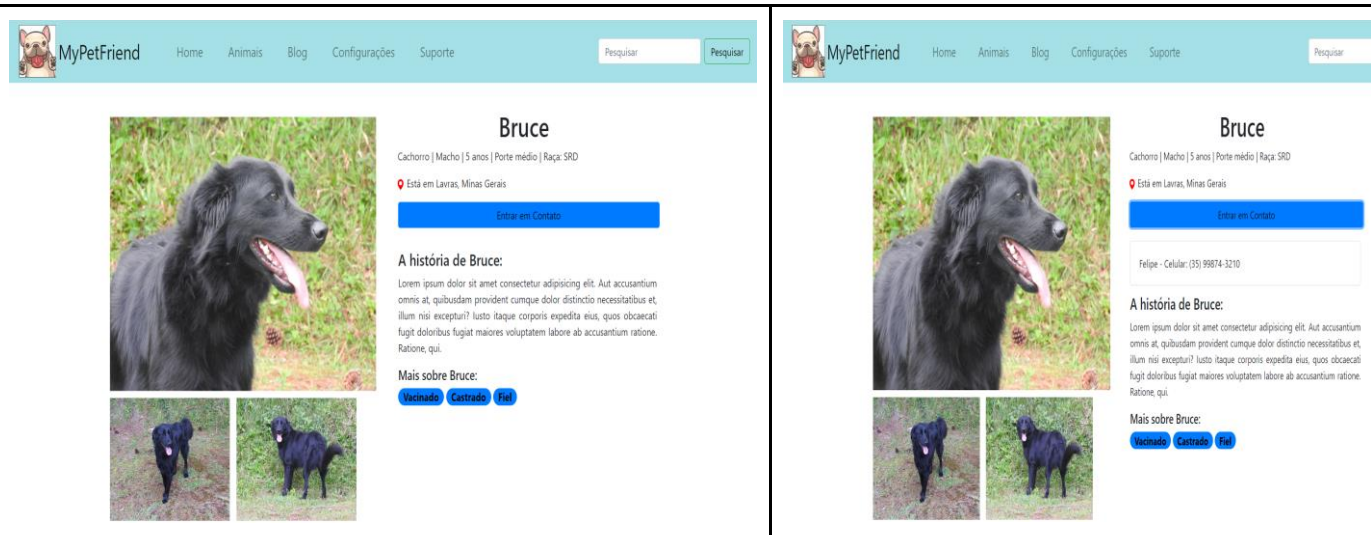 MyPetFriend Home Animais Blog Configurações Suporte Pesquisar Pesquisar
Bruce
Cachorro | Macho | 5 anos | Porte médio | Raça: SRD
Está em Lavras, Minas Gerais
Entrar em Contato
A história de Bruce:
Lorem ipsum dolor sit amet consectetur adipisicing elit. Aut accusantium
omnis at, quibusdam provident cumque dolor distinctio necessitatibus et,
illum nisi excepturi? Iusto itaque corporis expedita eius, quos obcaecati
fugit doloribus fugiat maiores voluptatem labore ab accusantium ratione.
Ratione, qui.
Mais sobre Bruce:
Vacinado Castrado Fiel
MyPetFriend Home Animais Blog Configurações Suporte Pesquisar
Bruce
Cachorro | Macho | 5 anos | Porte médio | Raça: SRD
Está em Lavras, Minas Gerais
Entrar em Contato
Felipe - Celular: (35) 99874-3210
A história de Bruce:
Lorem ipsum dolor sit amet consectetur adipisicing elit. Aut accusantium
omnis at, quibusdam provident cumque dolor distinctio necessitatibus et,
illum nisi excepturi? Iusto itaque corporis expedita eius, quos obcaecati
fugit doloribus fugiat maiores voluptatem labore ab accusantium ratione.
Ratione, qui.
Mais sobre Bruce:
Vacinado Castrado Fiel